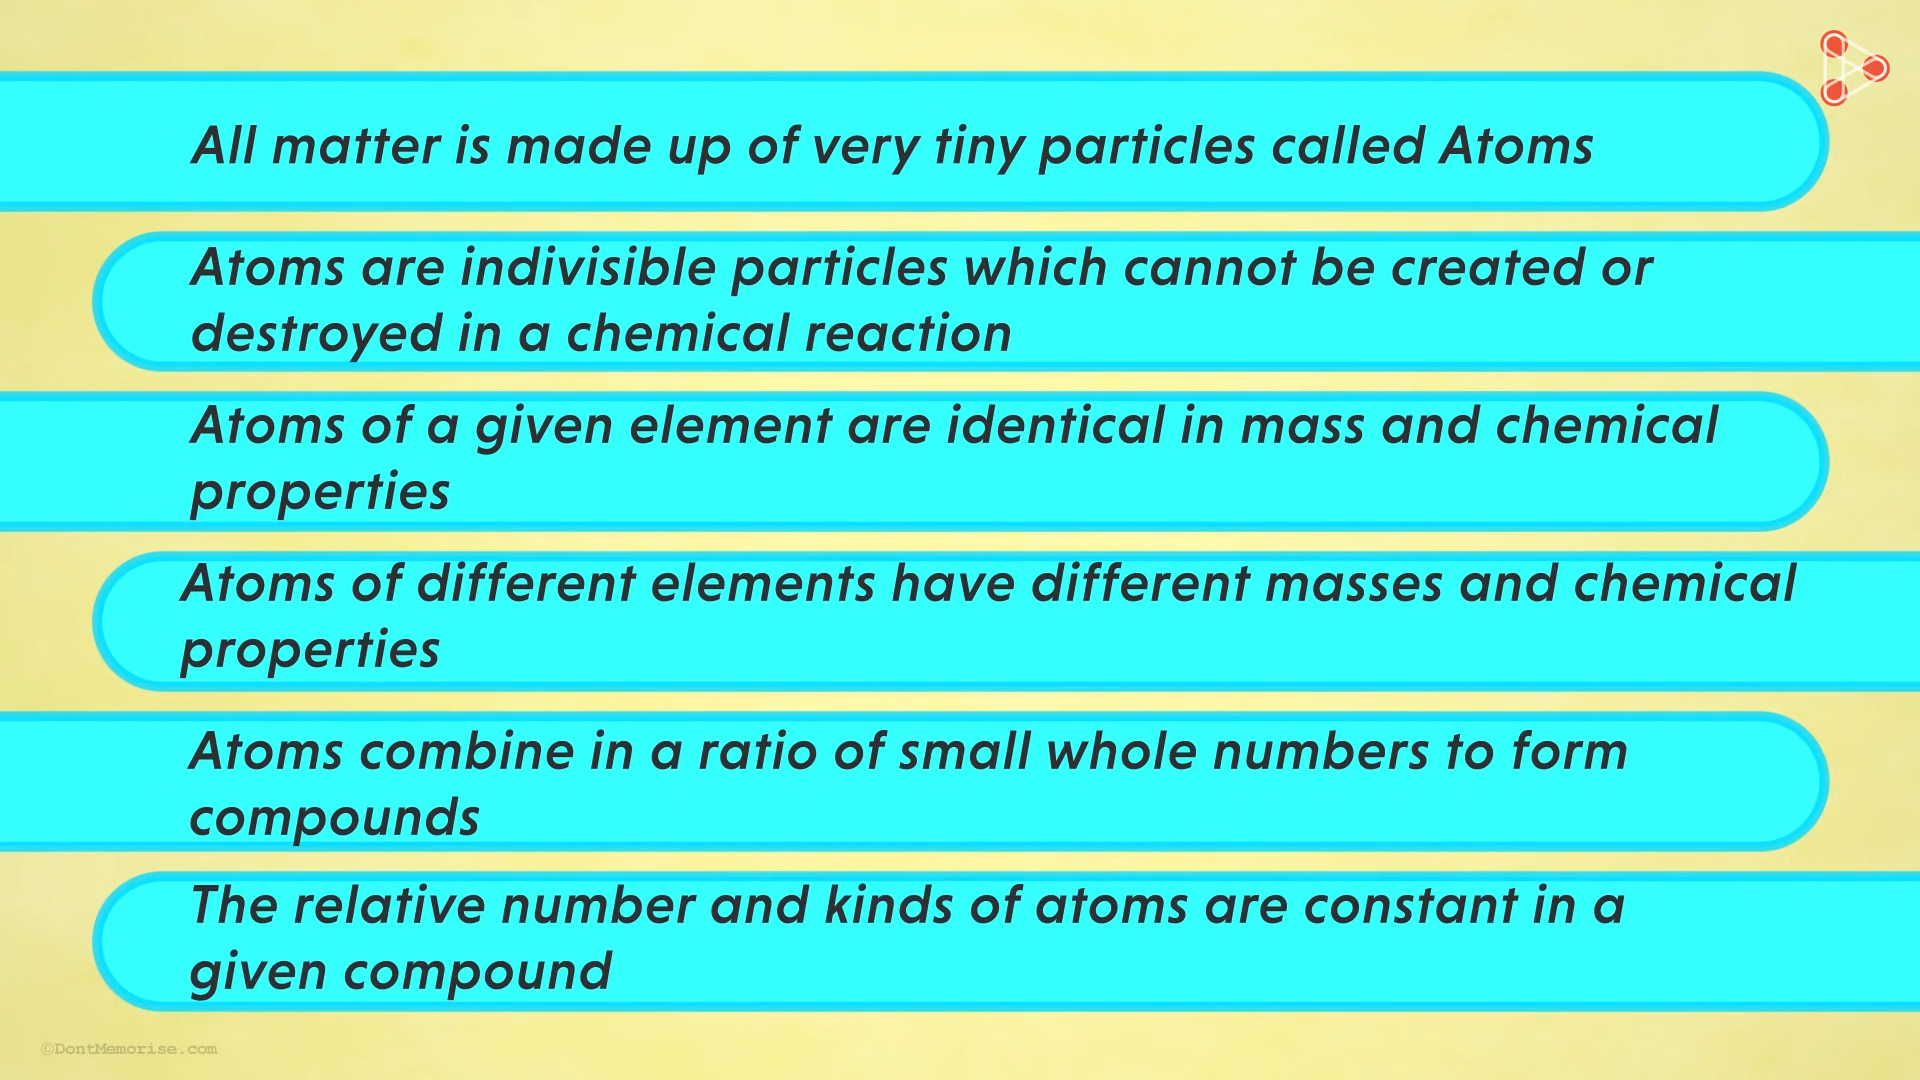 All matter is made up of very tiny particles called Atoms
Atoms are indivisible particles which cannot be created or
destroyed in a chemical reaction
Atoms of a given element are identical in mass and chemical
properties
Atoms of different elements have different masses and chemical
properties
Atoms combine in a ratio of small whole numbers to form
compounds
The relative number and kinds of atoms are constant in a
given compound
©DontMemorise.com